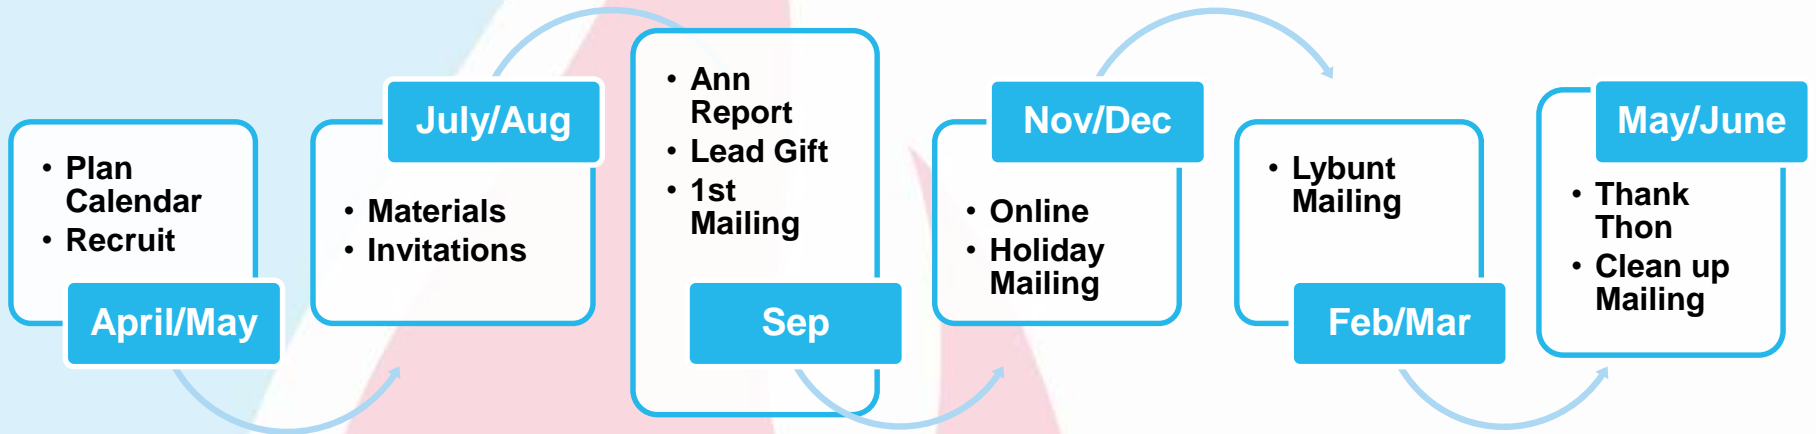 • Plan
Calendar
• Recruit
April/May
July/Aug
• Materials
• Invitations
• Ann
Report
• Lead Gift
• 1st
Mailing
Sep
Nov/Dec
• Online
• Holiday
Mailing
• Lybunt
Mailing
Feb/Mar
May/June
• Thank
Thon
• Clean up
Mailing